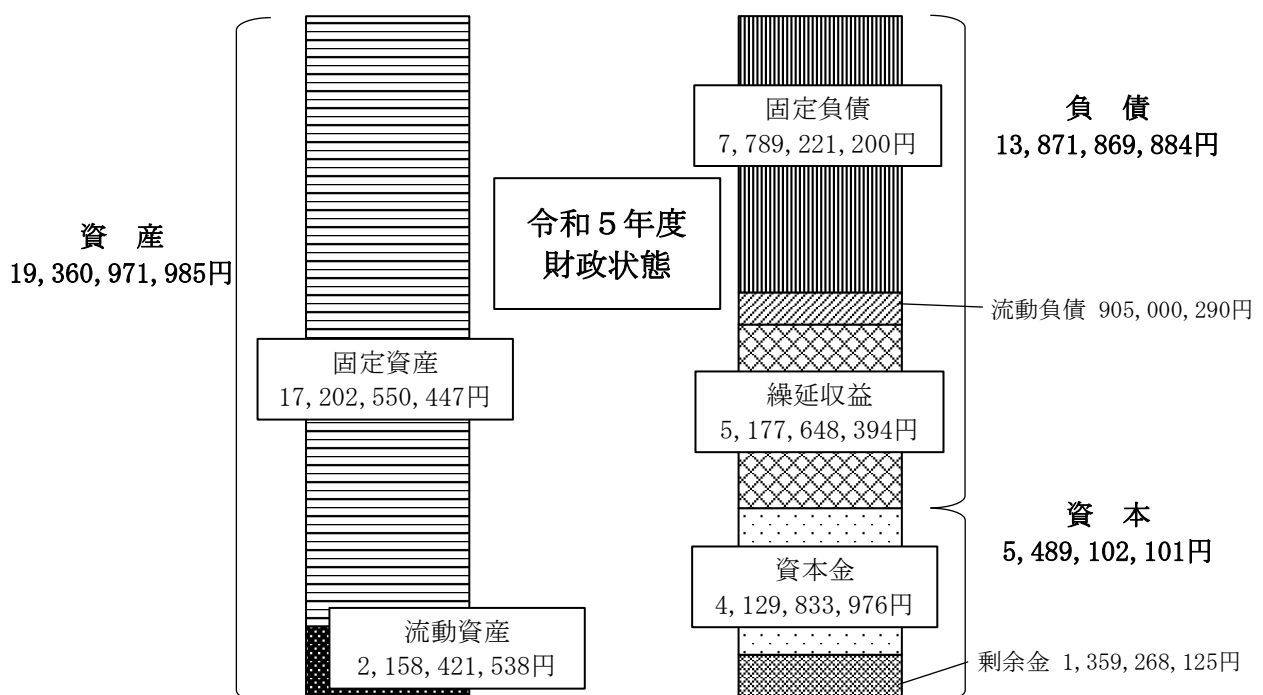 資　産
19,360,971,985円
固定資産
17,202,550,447円
流動資産
2,158,421,538円
令和５年度
財政状態
固定負債
7,789,221,200円
流動負債 905,000,290円
繰延収益
5,177,648,394円
資本金
4,129,833,976円
剰余金 1,359,268,125円
負　債
13,871,869,884円
資　本
5,489,102,101円